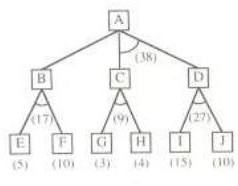 A
(38)
B C D
(17) (9) (27)
E F G H I J
(5) (10) (3) (4) (15) (10)